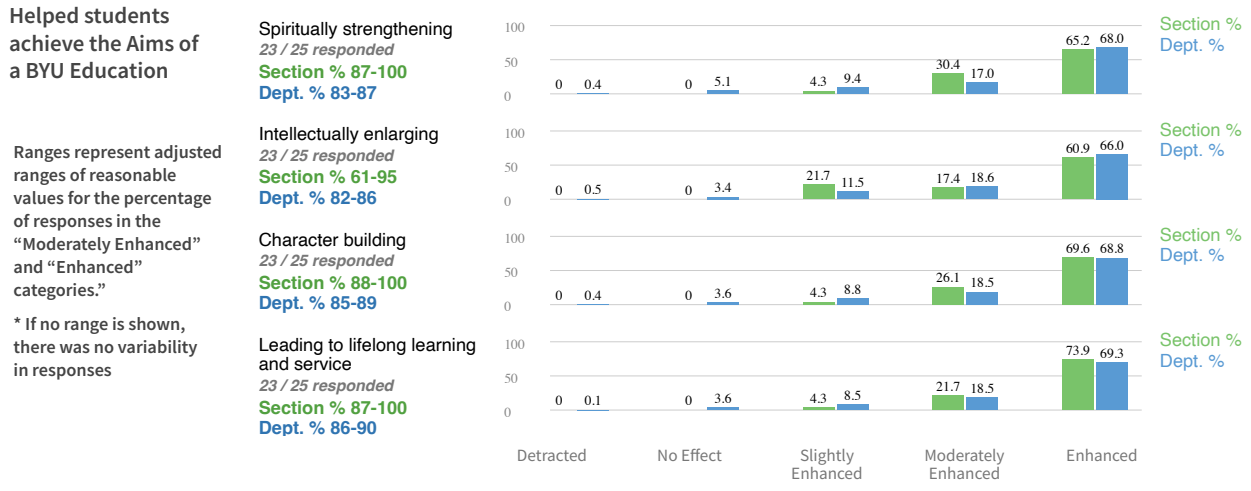 Helped students
achieve the Aims of
a BYU Education
Ranges represent adjusted
ranges of reasonable
values for the percentage
of responses in the
“Moderately Enhanced”
and “Enhanced”
categories.”
* If no range is shown,
there was no variability
in responses
Spiritually strengthening
23 / 25 responded
Section % 87-100
Dept. % 83-87
100
50
0
0 0.4 0 5.1 4.3 9.4 30.4 17.0 65.2 68.0
Section %
Dept. %
Intellectually enlarging
23 / 25 responded
Section % 61-95
Dept. % 82-86
100
50
0
0 0.5 0 3.4 21.7 11.5 17.4 18.6 60.9 66.0
Section %
Dept. %
Character building
23 / 25 responded
Section % 88-100
Dept. % 85-89
100
50
0
0 0.4 0 3.6 4.3 8.8 26.1 18.5 69.6 68.8
Section %
Dept. %
Leading to lifelong learning
and service
23 / 25 responded
Section % 87-100
Dept. % 86-90
100
50
0
0 0.1 0 3.6 4.3 8.5 21.7 18.5 73.9 69.3
Section %
Dept. %
Detracted
No Effect
Slightly
Enhanced
Moderately
Enhanced
Enhanced